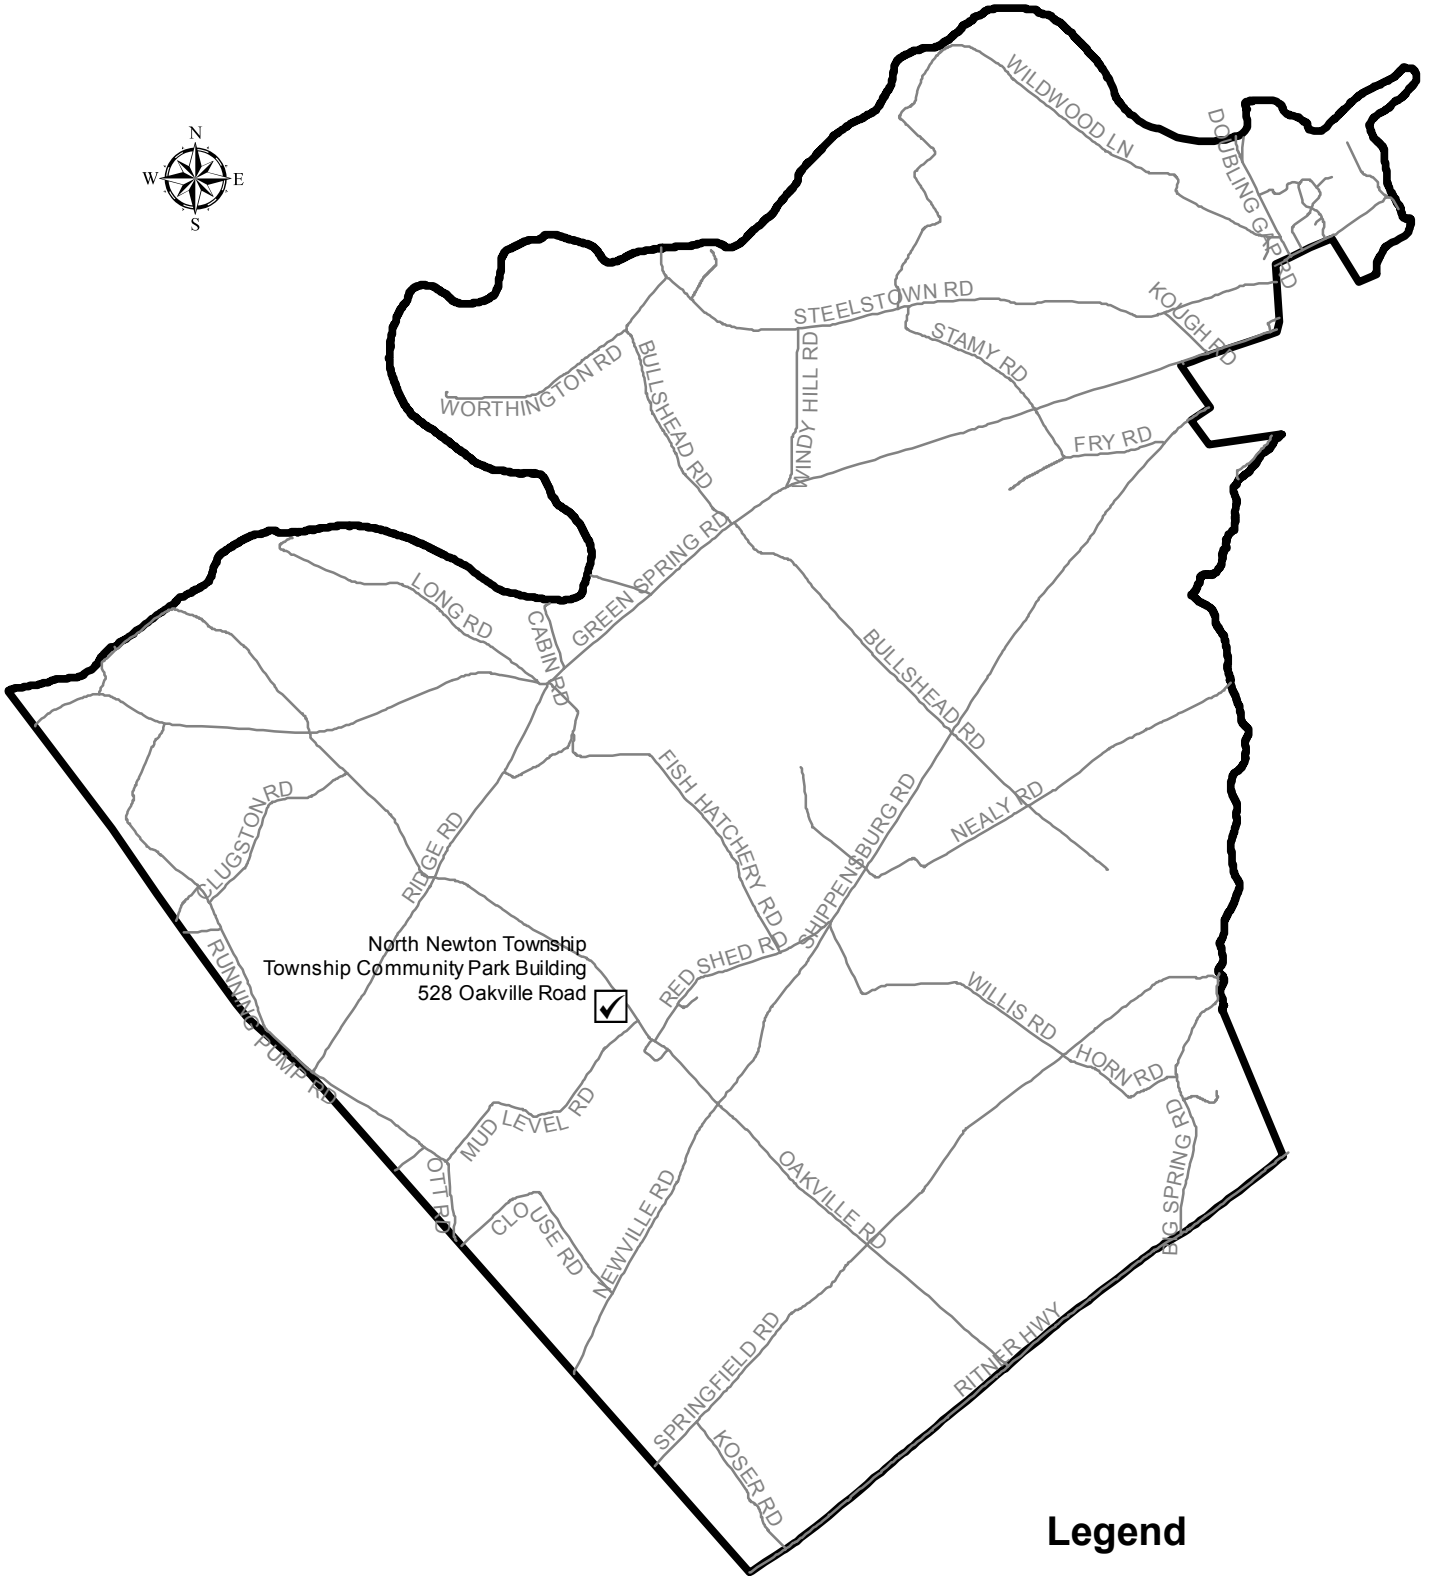 N
W E
S
WILDWOOD LN
DOUBLING GAP RD
STEELSTOWN RD
KOUGH RD
STAMY RD
WORTHINGTON RD
BULLSHEAD RD
WINDY HILL RD
FRY RD
GREEN SPRING RD
LONG RD
CABIN RD
BULLSHEAD RD
FISH HATCHERY RD
SHIPPENSBURG RD
NEALY RD
CLUGSTON RD
RIDGE RD
North Newton Township
Township Community Park Building
528 Oakville Road
RED SHED RD
RUNNING PUMP RD
WILLIS RD
HORN RD
MUD LEVEL RD
BIG SPRING RD
OTT RD
CLOUSE RD
NEWVILLE RD
OAKVILLE RD
RITNER HWY
SPRINGFIELD RD
KOSER RD
Legend